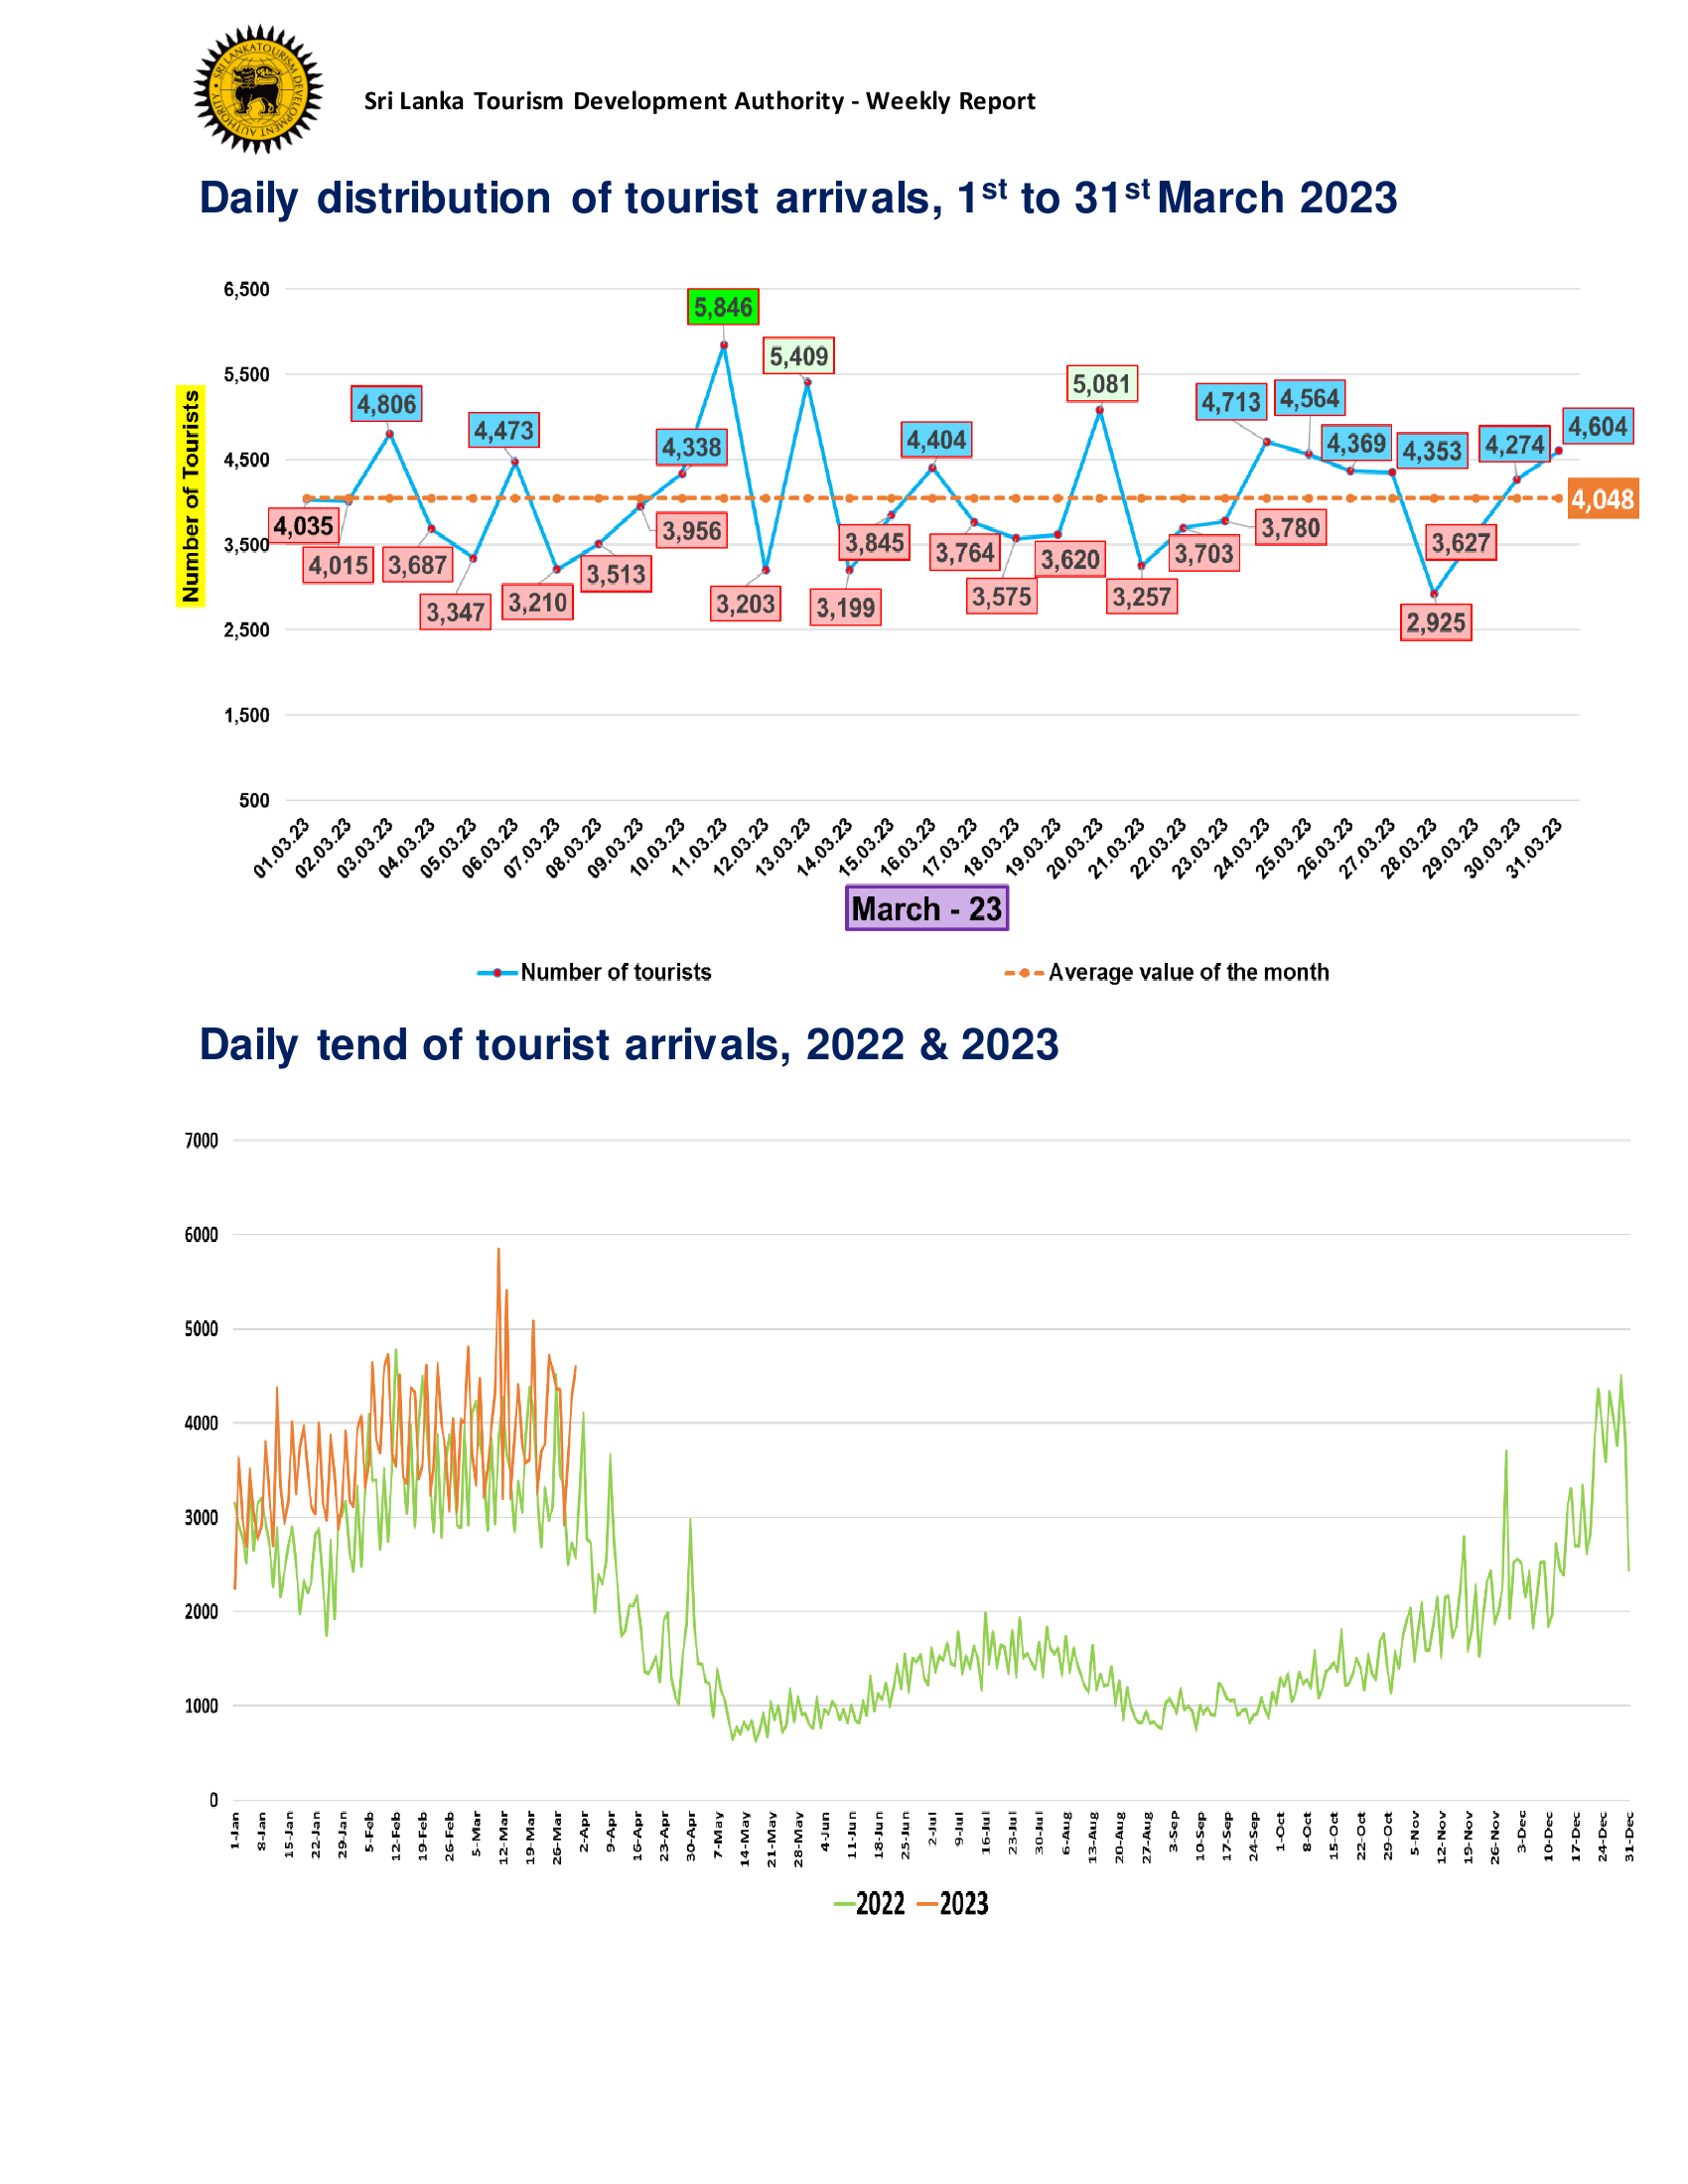 SRI LANKA TOURISM DEVELOPMENT AUTHORITY
Sri Lanka Tourism Development Authority - Weekly Report
Daily distribution of tourist arrivals, 1st to 31st March 2023
Number of Tourists
6,500
5,500
4,500
3,500
2,500
1,500
500
4,035
4,015
4,806
3,687
3,347
4,473
3,210
3,513
3,956
4,338
5,846
3,203
5,409
3,199
3,845
4,404
3,764
3,575
3,620
5,081
3,257
3,703
3,780
4,713
4,564
4,369
4,353
2,925
3,627
4,274
4,604
4,048
01.03.23
02.03.23
03.03.23
04.03.23
05.03.23
06.03.23
07.03.23
08.03.23
09.03.23
10.03.23
11.03.23
12.03.23
13.03.23
14.03.23
15.03.23
16.03.23
17.03.23
18.03.23
19.03.23
20.03.23
21.03.23
22.03.23
23.03.23
24.03.23
25.03.23
26.03.23
27.03.23
28.03.23
29.03.23
30.03.23
31.03.23
March - 23
Number of tourists
Average value of the month
Daily tend of tourist arrivals, 2022 & 2023
7000
6000
5000
4000
3000
2000
1000
0
1-Jan
8-Jan
15-Jan
22-Jan
29-Jan
5-Feb
12-Feb
19-Feb
26-Feb
5-Mar
12-Mar
19-Mar
26-Mar
2-Apr
9-Apr
16-Apr
23-Apr
30-Apr
7-May
14-May
21-May
28-May
4-Jun
11-Jun
18-Jun
25-Jun
2-Jul
9-Jul
16-Jul
23-Jul
30-Jul
6-Aug
13-Aug
20-Aug
27-Aug
3-Sep
10-Sep
17-Sep
24-Sep
1-Oct
8-Oct
15-Oct
22-Oct
29-Oct
5-Nov
12-Nov
19-Nov
26-Nov
3-Dec
10-Dec
17-Dec
24-Dec
31-Dec
2022
2023